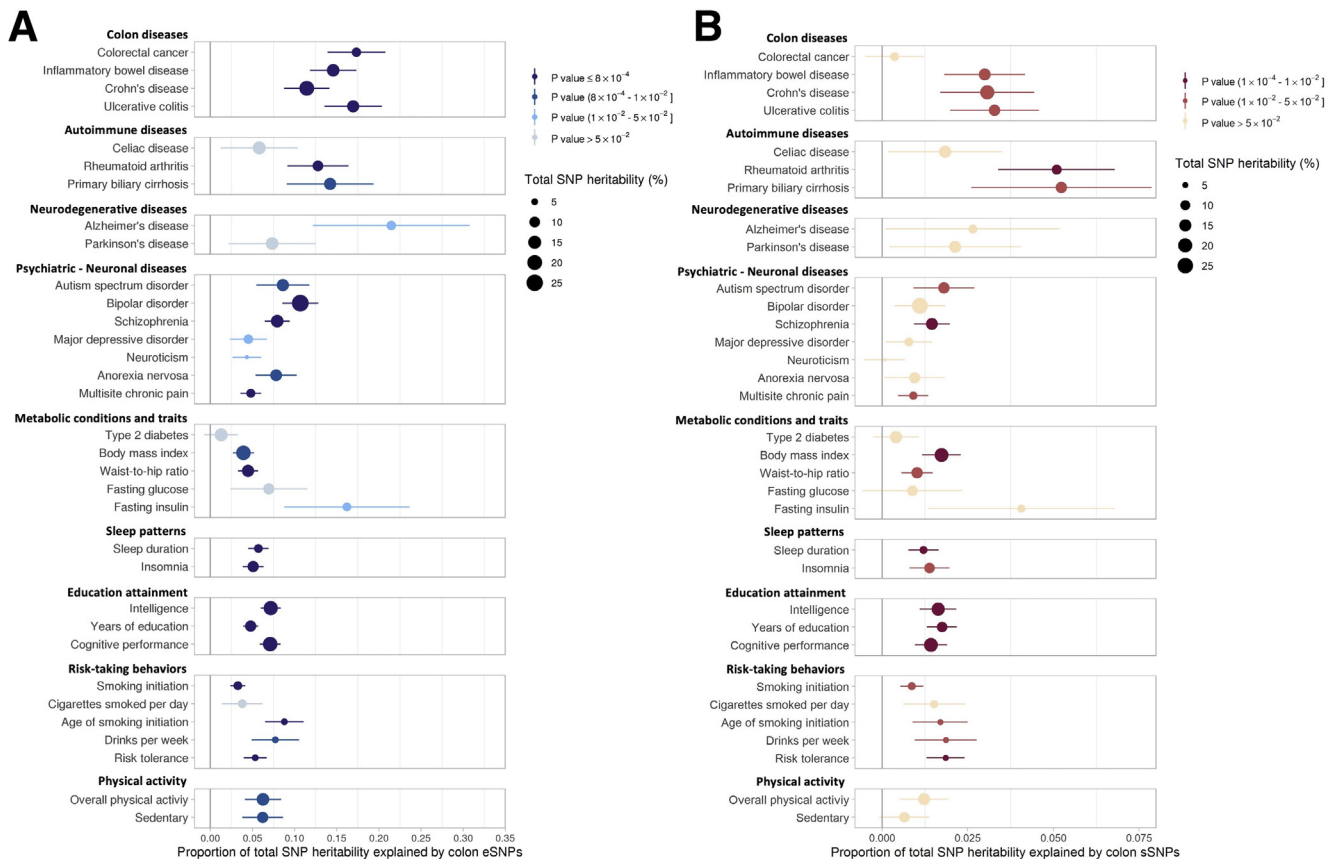 A
Colon diseases
Colorectal cancer
Inflammatory bowel disease
Crohn's disease
Ulcerative colitis
Autoimmune diseases
Celiac disease
Rheumatoid arthritis
Primary biliary cirrhosis
Neurodegenerative diseases
Alzheimer's disease
Parkinson's disease
Psychiatric - Neuronal diseases
Autism spectrum disorder
Bipolar disorder
Schizophrenia
Major depressive disorder
Neuroticism
Anorexia nervosa
Multisite chronic pain
Metabolic conditions and traits
Type 2 diabetes
Body mass index
Waist-to-hip ratio
Fasting glucose
Fasting insulin
Sleep patterns
Sleep duration
Insomnia
Education attainment
Intelligence
Years of education
Cognitive performance
Risk-taking behaviors
Smoking initiation
Cigarettes smoked per day
Age of smoking initiation
Drinks per week
Risk tolerance
Physical activity
Overall physical activiy
Sedentary
0.00 0.05 0.10 0.15 0.20 0.25 0.35
Proportion of total SNP heritability explained by colon eSNPs
P value ≤ 8×10⁻⁴
P value (8×10⁻⁴ - 1×10⁻² ]
P value (1×10⁻² - 5×10⁻² ]
P value > 5×10⁻²
Total SNP heritability (%)
5
10
15
20
25
B
Colon diseases
Colorectal cancer
Inflammatory bowel disease
Crohn's disease
Ulcerative colitis
Autoimmune diseases
Celiac disease
Rheumatoid arthritis
Primary biliary cirrhosis
Neurodegenerative diseases
Alzheimer's disease
Parkinson's disease
Psychiatric - Neuronal diseases
Autism spectrum disorder
Bipolar disorder
Schizophrenia
Major depressive disorder
Neuroticism
Anorexia nervosa
Multisite chronic pain
Metabolic conditions and traits
Type 2 diabetes
Body mass index
Waist-to-hip ratio
Fasting glucose
Fasting insulin
Sleep patterns
Sleep duration
Insomnia
Education attainment
Intelligence
Years of education
Cognitive performance
Risk-taking behaviors
Smoking initiation
Cigarettes smoked per day
Age of smoking initiation
Drinks per week
Risk tolerance
Physical activity
Overall physical activiy
Sedentary
0.000 0.025 0.050 0.075
Proportion of total SNP heritability explained by colon sSNPs
P value (1×10⁻⁴ - 1×10⁻² ]
P value (1×10⁻² - 5×10⁻² ]
P value > 5×10⁻²
Total SNP heritability (%)
5
10
15
20
25